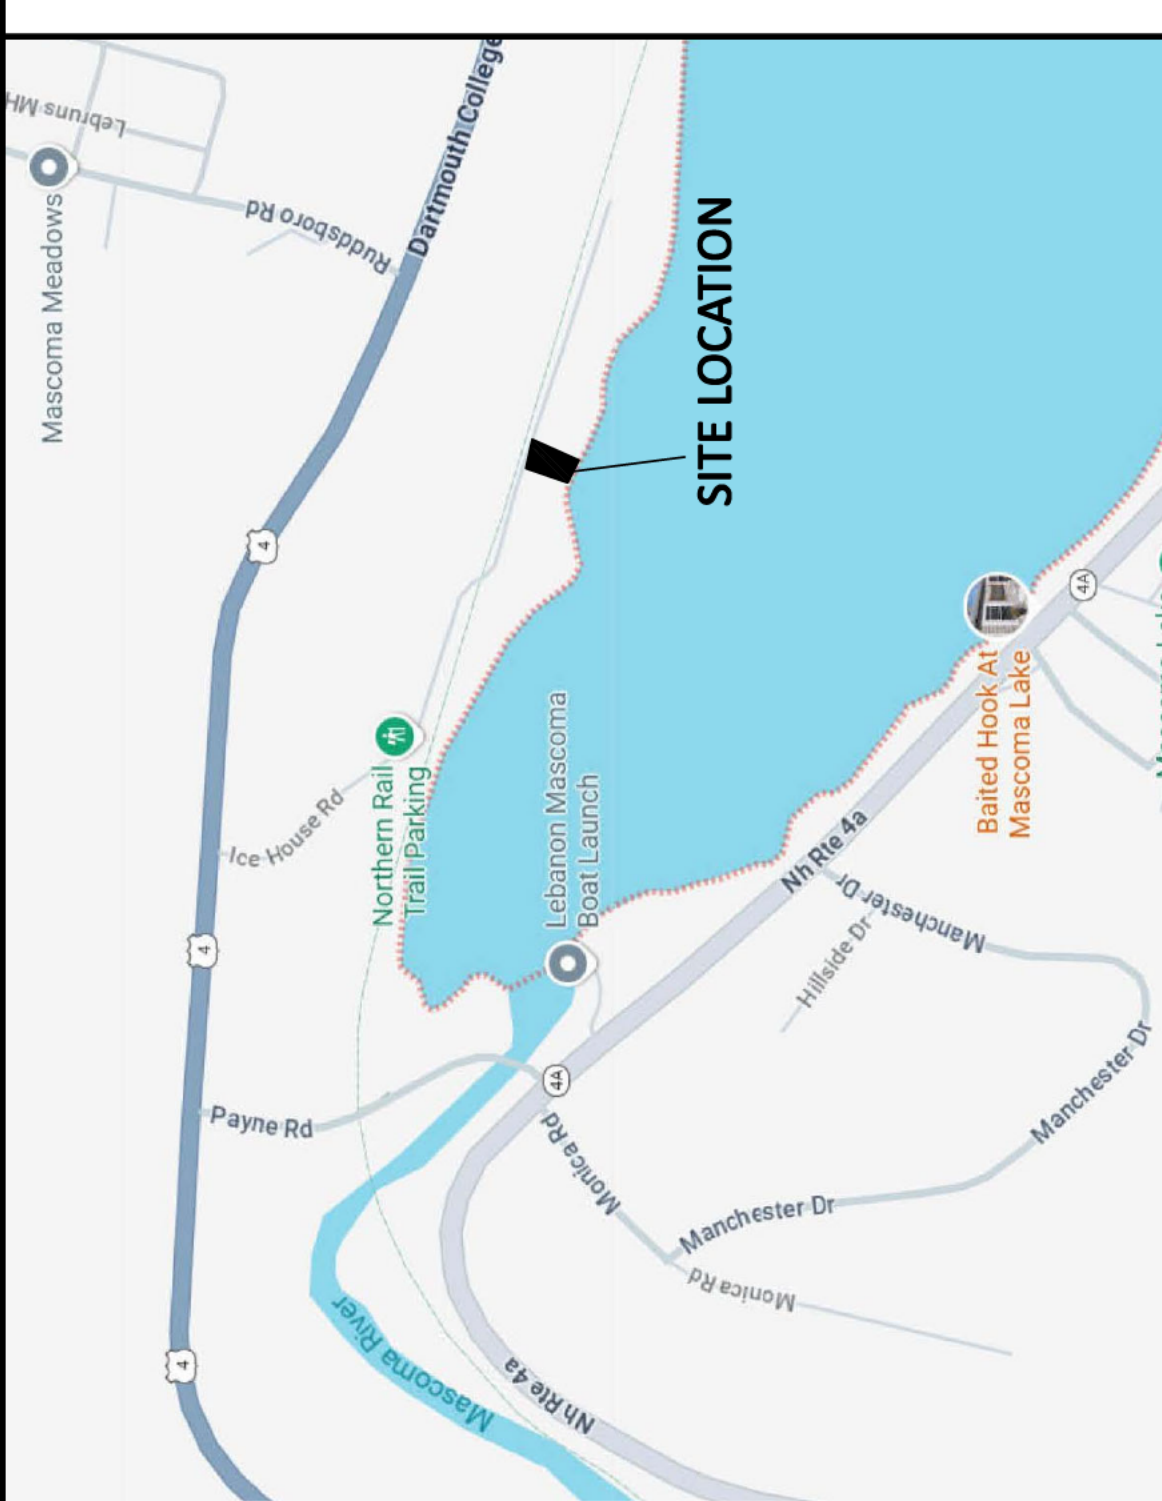 Lebruns MH
Mascoma Meadows
Ruddsboro Rd
Dartmouth College
4
SITE LOCATION
Ice House Rd
Northern Rail
Trail Parking
4
Lebanon Mascoma
Boat Launch
Baited Hook At
Mascoma Lake
4A
Nh Rte 4a
Manchester Dr
Hillside Dr
Manchester Dr
Payne Rd
4A
Monica Rd
Manchester Dr
Monica Rd
Mascoma River
Nh Rte 4a
4